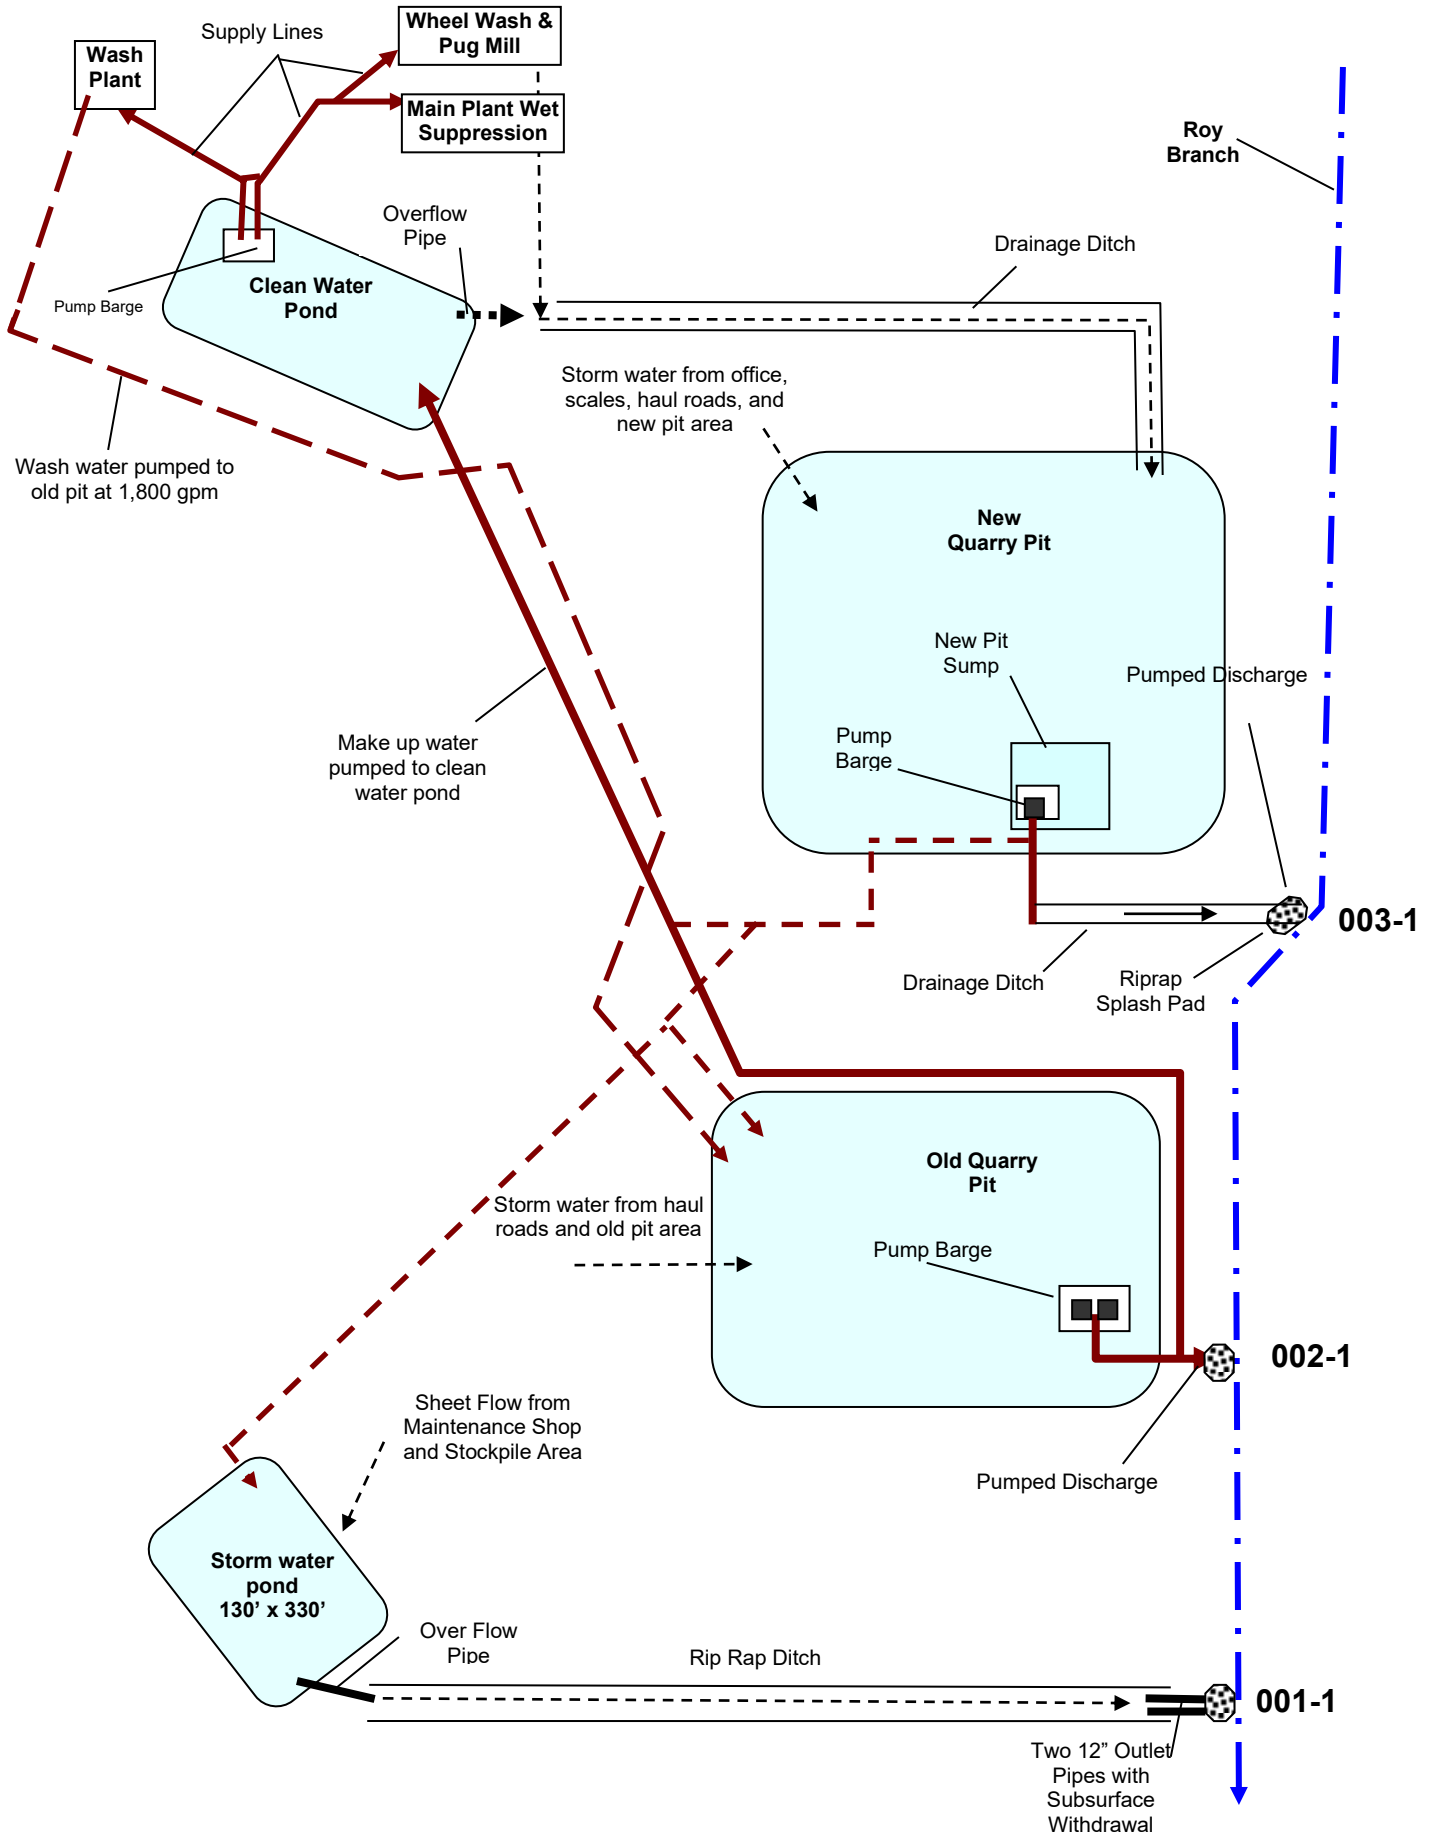 Supply Lines
Wheel Wash &
Pug Mill
Wash
Plant
Main Plant Wet
Suppression
Roy
Branch
Overflow
Pipe
Drainage Ditch
Clean Water
Pond
Pump Barge
Storm water from office,
scales, haul roads, and
new pit area
Wash water pumped to
old pit at 1,800 gpm
New
Quarry Pit
New Pit
Sump
Pumped Discharge
Pump
Barge
Make up water
pumped to clean
water pond
003-1
Drainage Ditch
Riprap
Splash Pad
Old Quarry
Pit
Storm water from haul
roads and old pit area
Pump Barge
002-1
Sheet Flow from
Maintenance Shop
and Stockpile Area
Pumped Discharge
Storm water
pond
130’ x 330’
Over Flow
Pipe
Rip Rap Ditch
001-1
Two 12” Outlet
Pipes with
Subsurface
Withdrawal